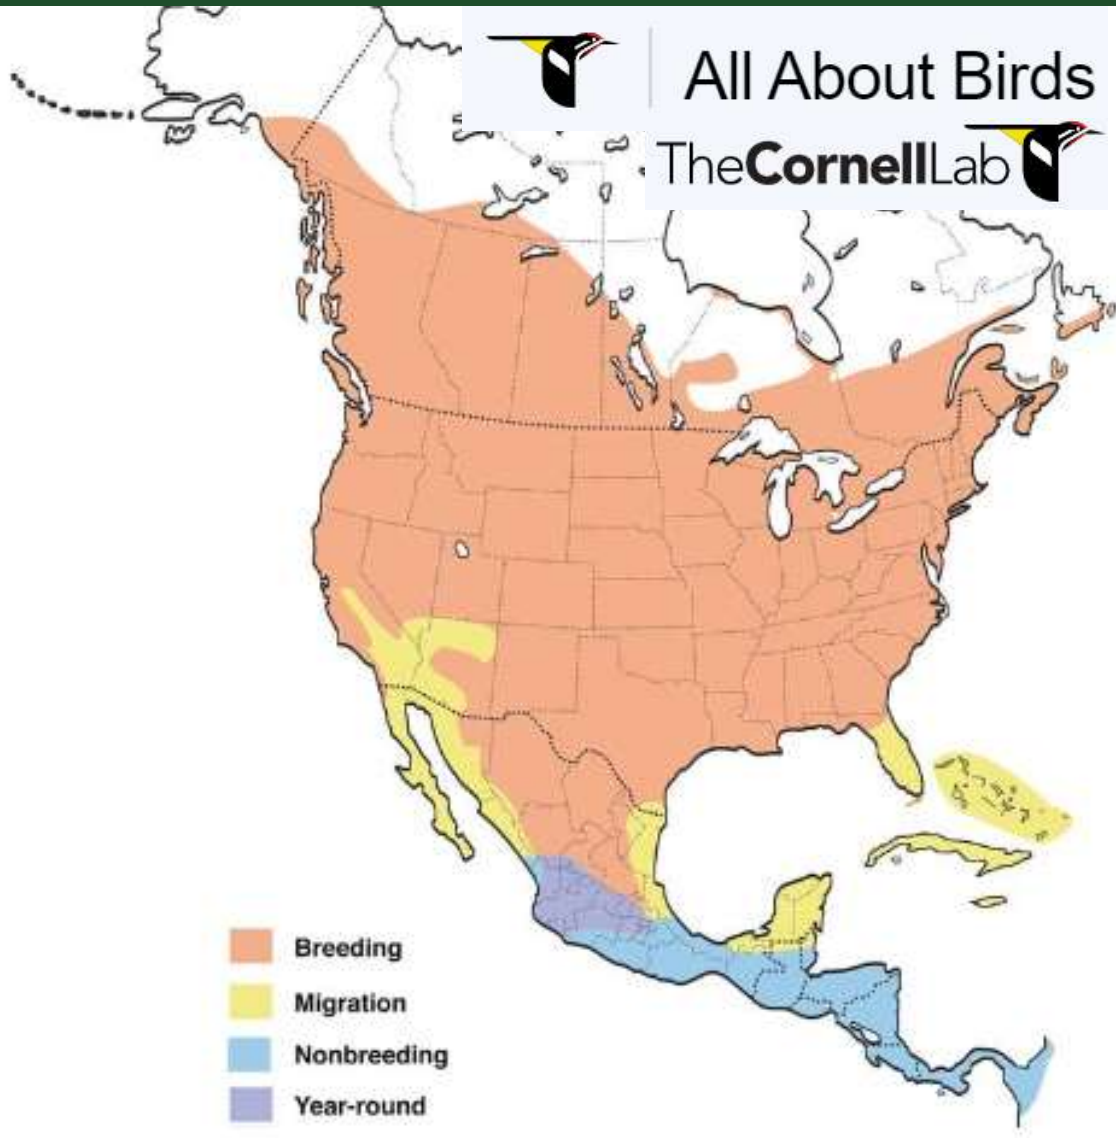 All About Birds
TheCornellLab
Breeding
Migration
Nonbreeding
Year-round